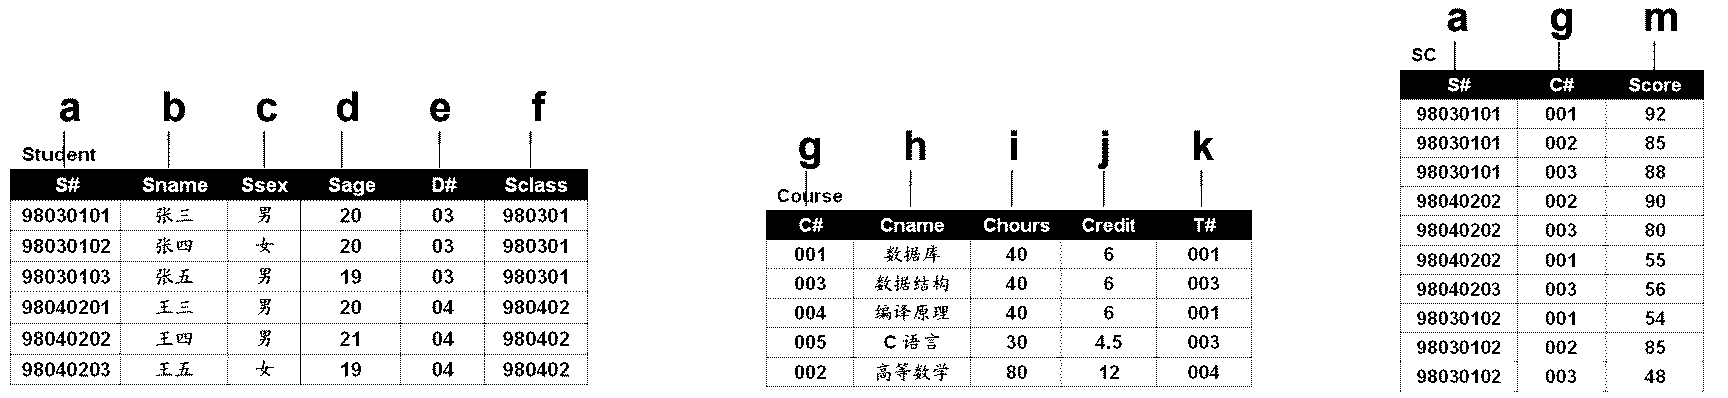 a b c d e f
Student
S# Sname Ssex Sage D# Sclass
98030101 张三 男 20 03 980301
98030102 张四 女 20 03 980301
98030103 张五 男 19 03 980301
98040201 王三 男 20 04 980402
98040202 王四 男 21 04 980402
98040203 王五 女 19 04 980402
g h i j k
Course
C# Cname Chours Credit T#
001 数据库 40 6 001
003 数据结构 40 6 003
004 编译原理 40 6 001
005 C 语言 30 4.5 003
002 高等数学 80 12 004
a g m
SC
S# C# Score
98030101 001 92
98030101 002 85
98030101 003 88
98040202 002 90
98040202 003 80
98040202 001 55
98040203 003 56
98030102 001 54
98030102 002 85
98030102 003 48